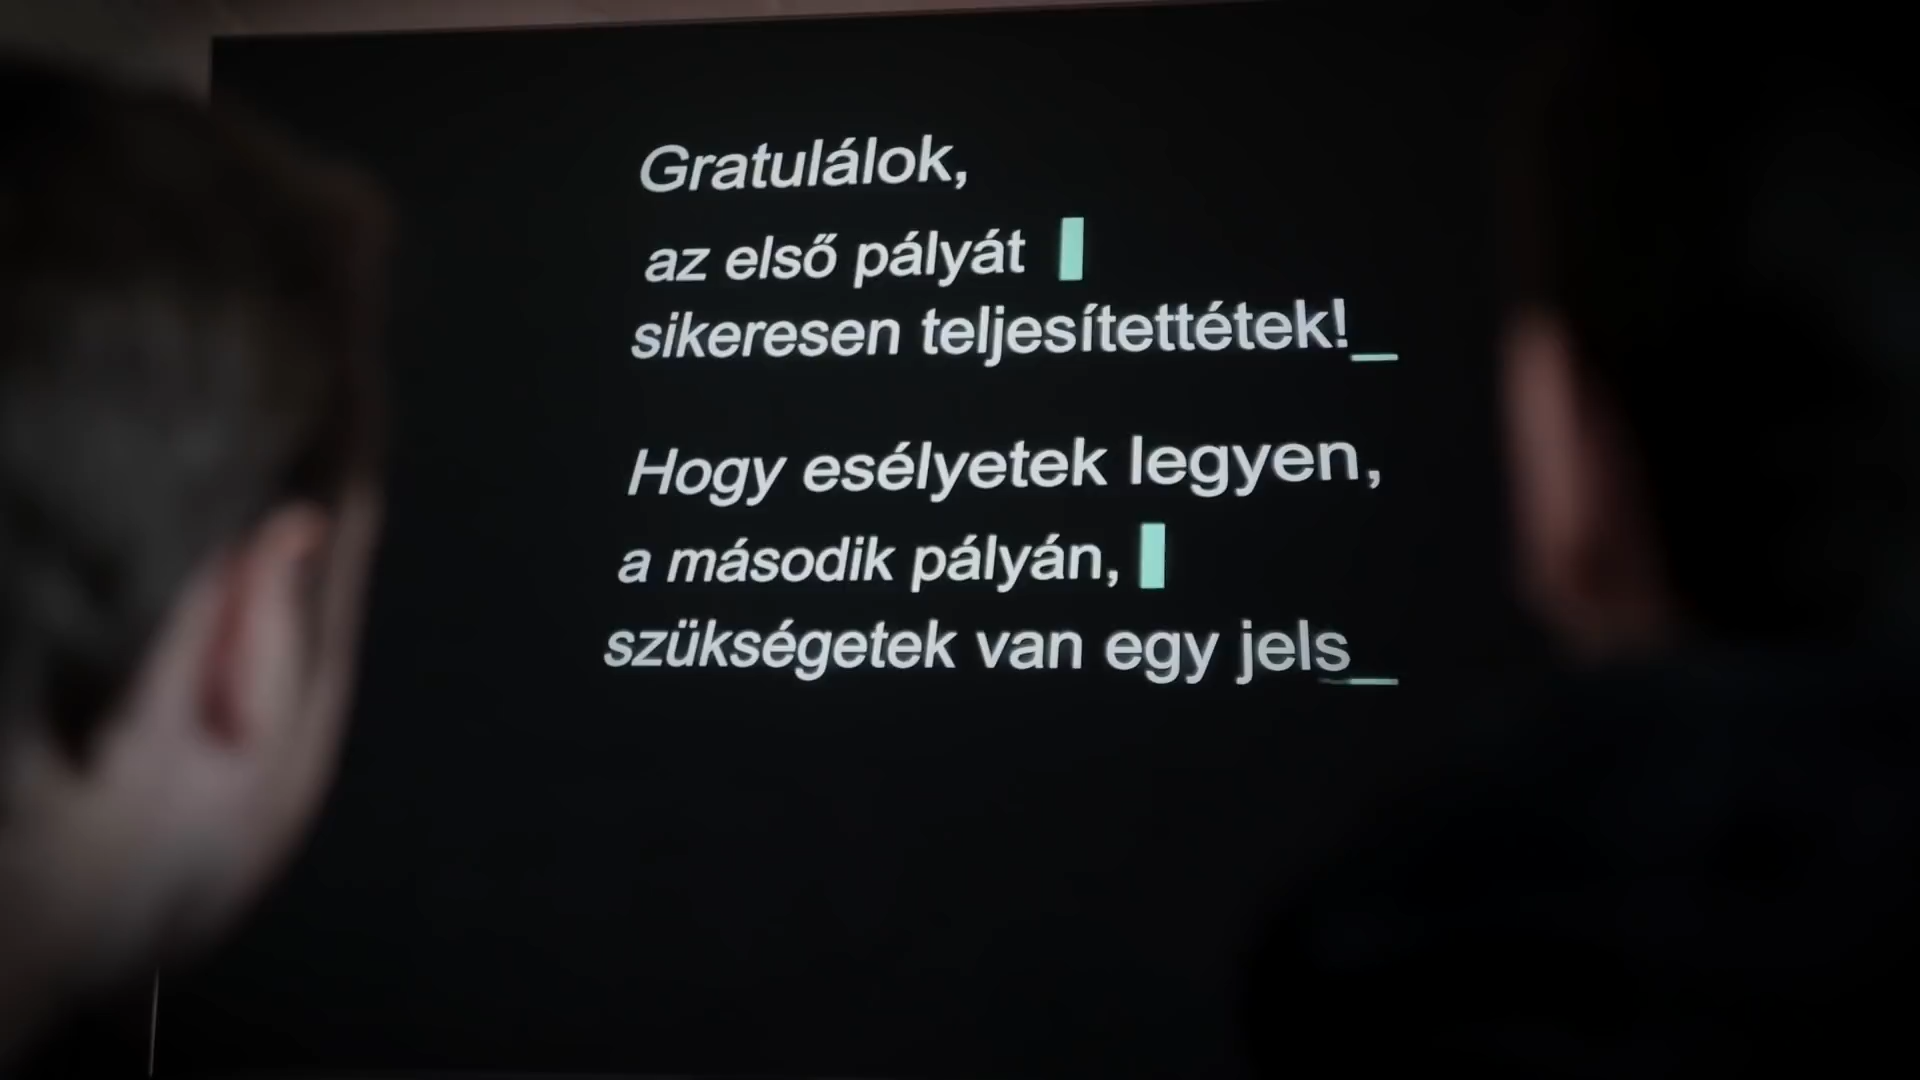 Gratulálok,
az első pályát
sikeresen teljesítettétek!_
Hogy esélyetek legyen,
a második pályán,
szükségetek van egy jels_